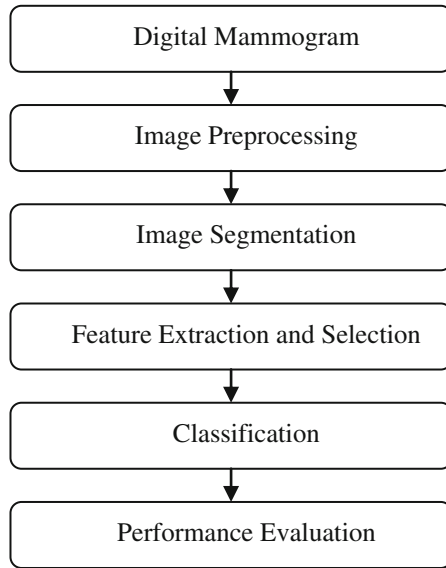 Digital Mammogram
Image Preprocessing
Image Segmentation
Feature Extraction and Selection
Classification
Performance Evaluation